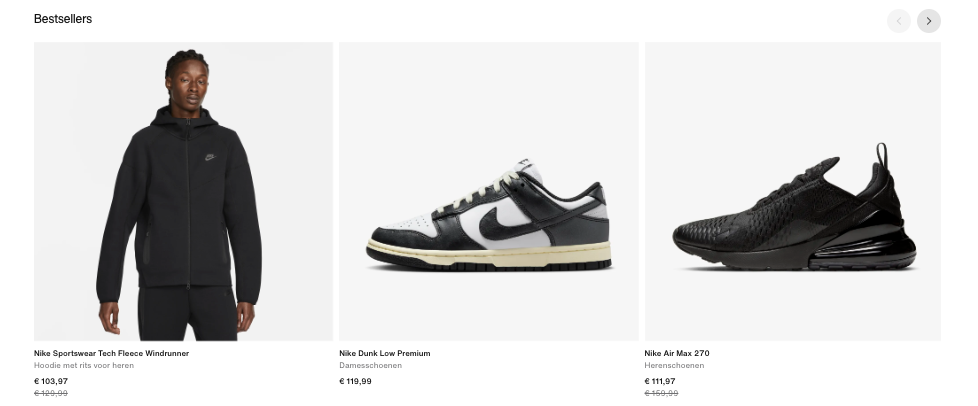 Bestsellers
Nike Sportswear Tech Fleece Windrunner
Hoodie met rits voor heren
€ 103,97
€ 129,99
Nike Dunk Low Premium
Damesschoenen
€ 119,99
Nike Air Max 270
Herenschoenen
€ 111,97
€ 159,99